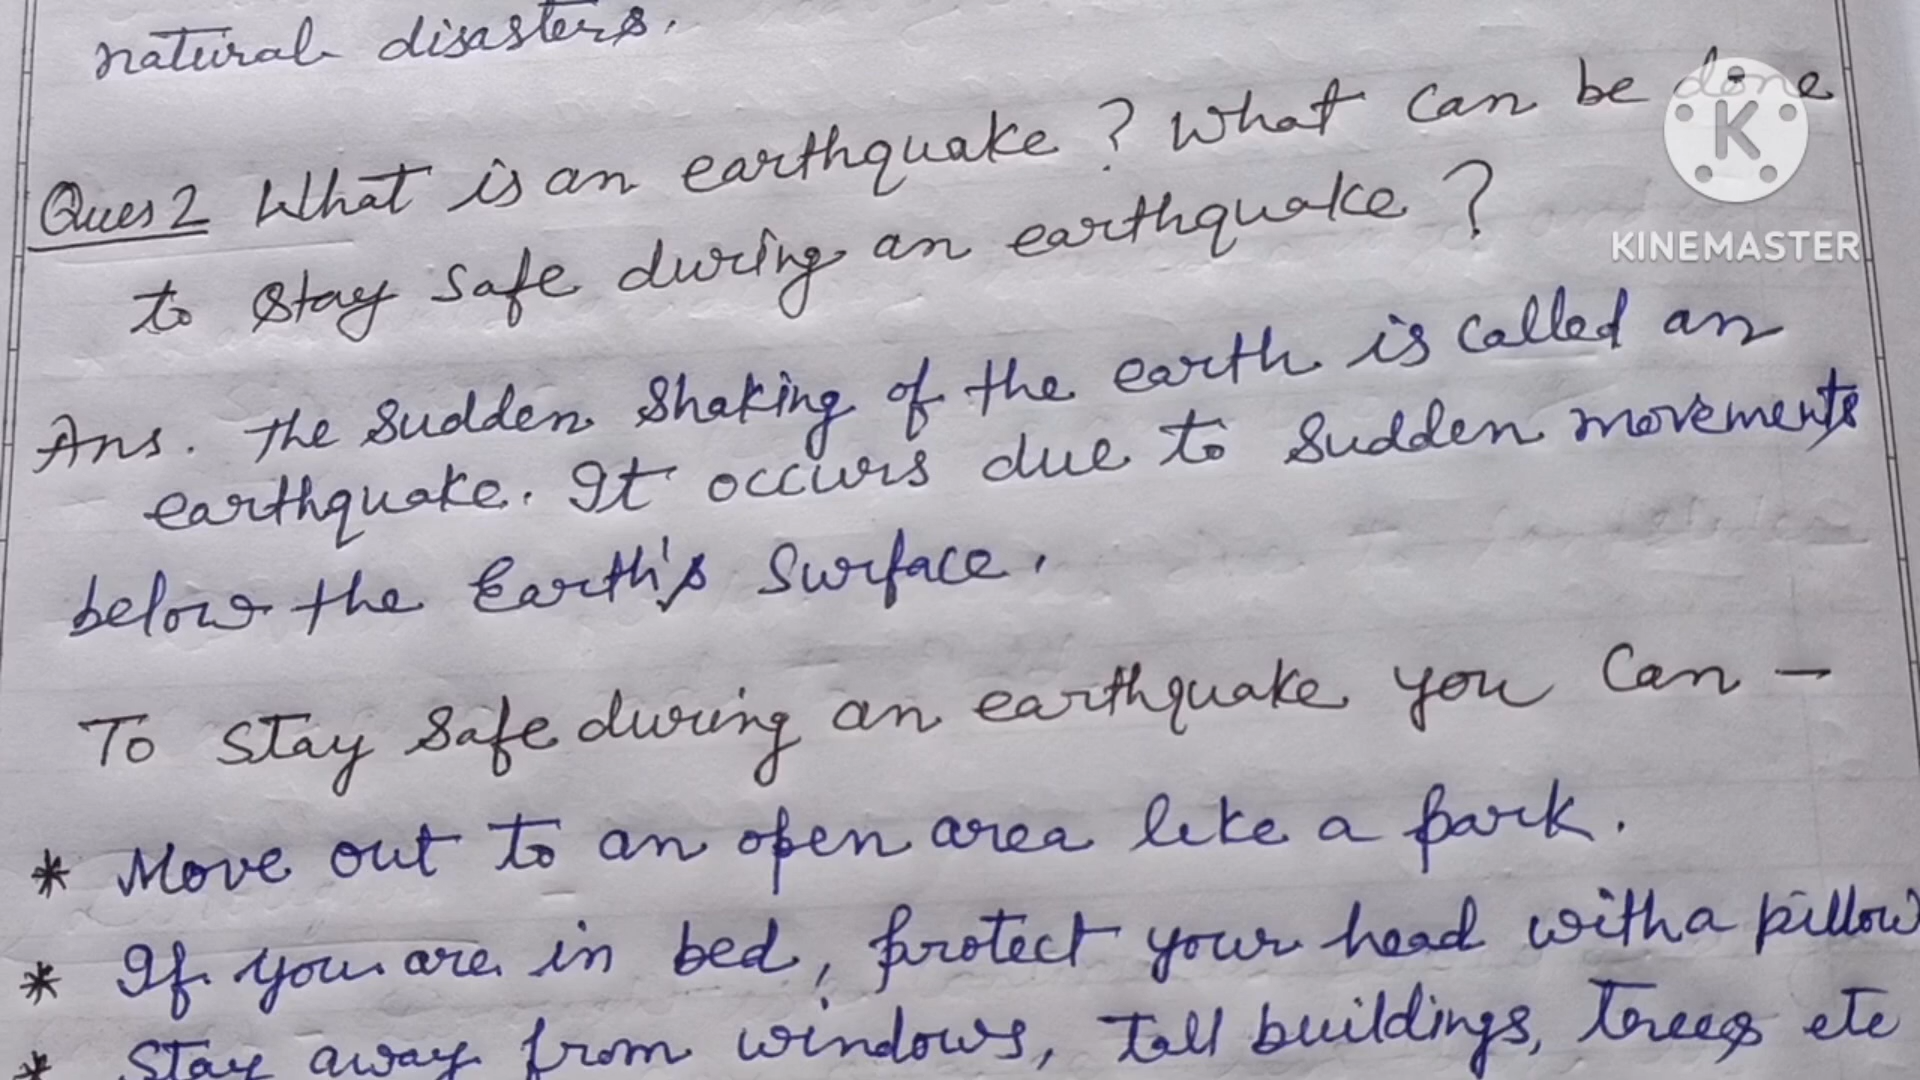 natural disasters.
Ques 2 What is an earthquake? What can be done
to stay safe during an earthquake?
Ans. the sudden shaking of the earth is called an
earthquake. It occurs due to sudden movements
below the Earth's surface.
To stay safe during an earthquake you can -
* Move out to an open area like a park.
* If you are in bed, protect your head with a pillow
* Stay away from windows, tall buildings, trees etc
K
KINEMASTER